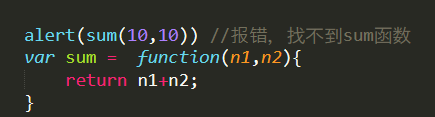 alert(sum(10,10)) //报错，找不到sum函数
var sum =  function(n1,n2){
    return n1+n2;
}